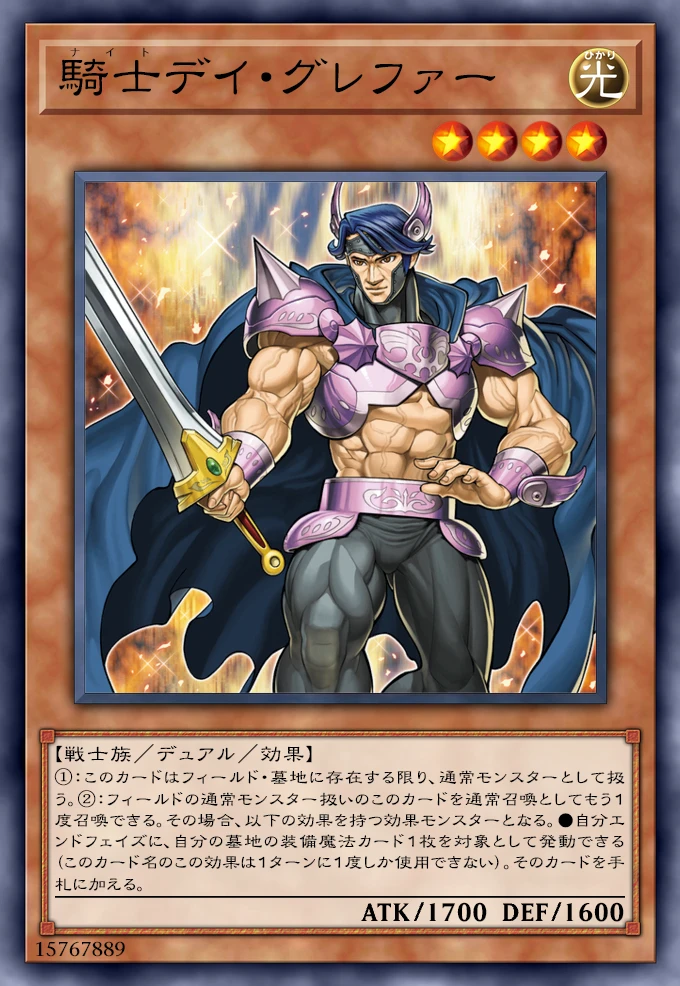 ナイト
騎士デイ・グレファー
ひかり
光
【戦士族／デュアル／効果】
①：このカードはフィールド・墓地に存在する限り、通常モンスターとして扱
う。②：フィールドの通常モンスター扱いのこのカードを通常召喚としてもう１
度召喚できる。その場合、以下の効果を持つ効果モンスターとなる。●自分エ
ンドフェイズに、自分の墓地の装備魔法カード１枚を対象として発動できる
（このカード名のこの効果は１ターンに１度しか使用できない）。そのカードを手
札に加える。
ATK/1700 DEF/1600
15767889